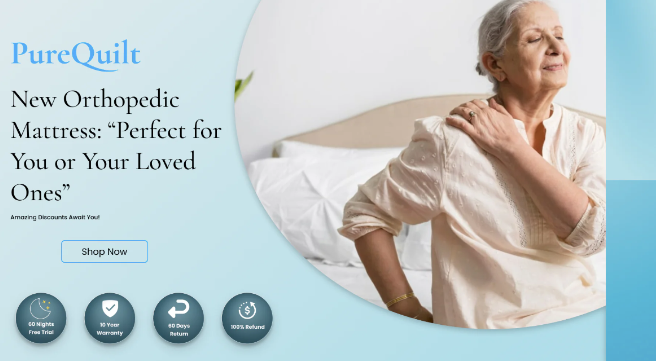 PureQuilt
New Orthopedic
Mattress: “Perfect for
You or Your Loved
Ones”
Amazing Discounts Await You!
Shop Now
60 Nights
Free Trial
10 Year
Warranty
60 Days
Return
100% Refund